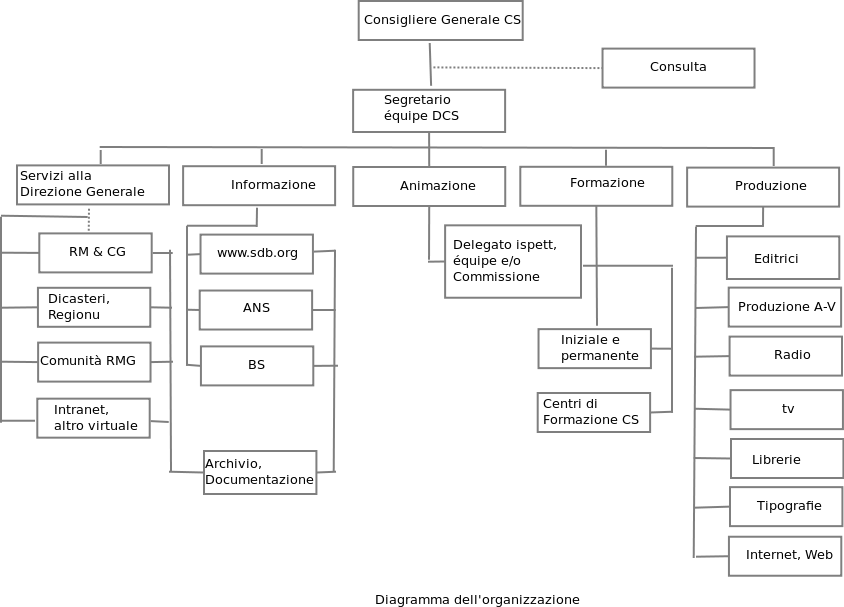 Consigliere Generale CS
Consulta
Segretario
équipe DCS
Servizi alla
Direzione Generale
Informazione
Animazione
Formazione
Produzione
RM & CG
Dicasteri,
Regionu
Comunità RMG
Intranet,
altro virtuale
www.sdb.org
ANS
BS
Archivio,
Documentazione
Delegato ispett,
équipe e/o
Commissione
Iniziale e
permanente
Centri di
Formazione CS
Editrici
Produzione A-V
Radio
tv
Librerie
Tipografie
Internet, Web
Diagramma dell'organizzazione